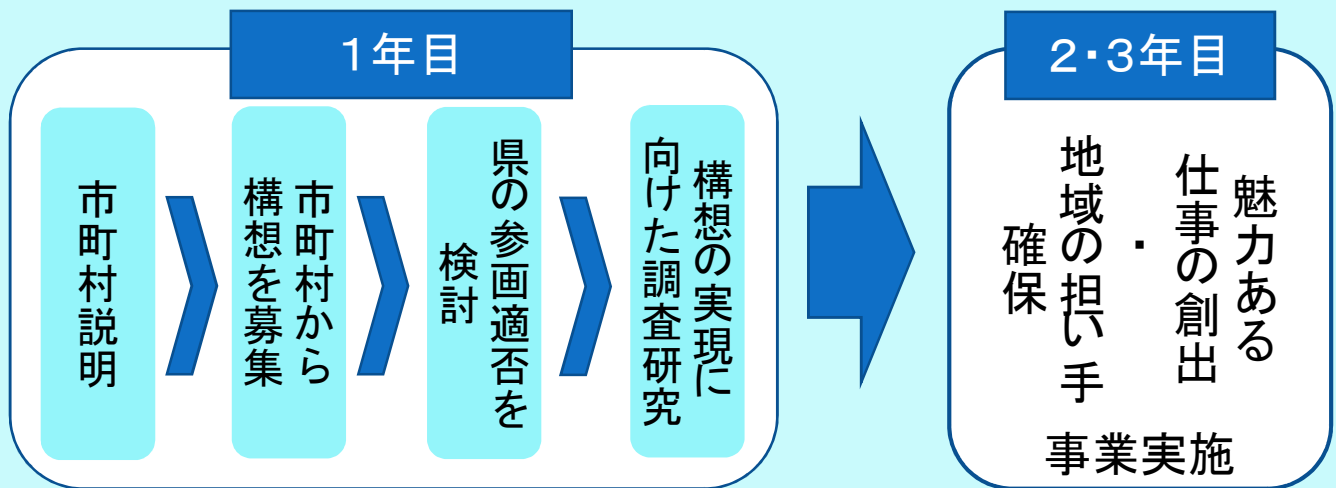 1年目
市町村説明
市町村から
構想を募集
県の参画適否を
検討
構想の実現に
向けた調査研究
2・3年目
魅力ある
仕事の創出
・
地域の担い手
確保
事業実施